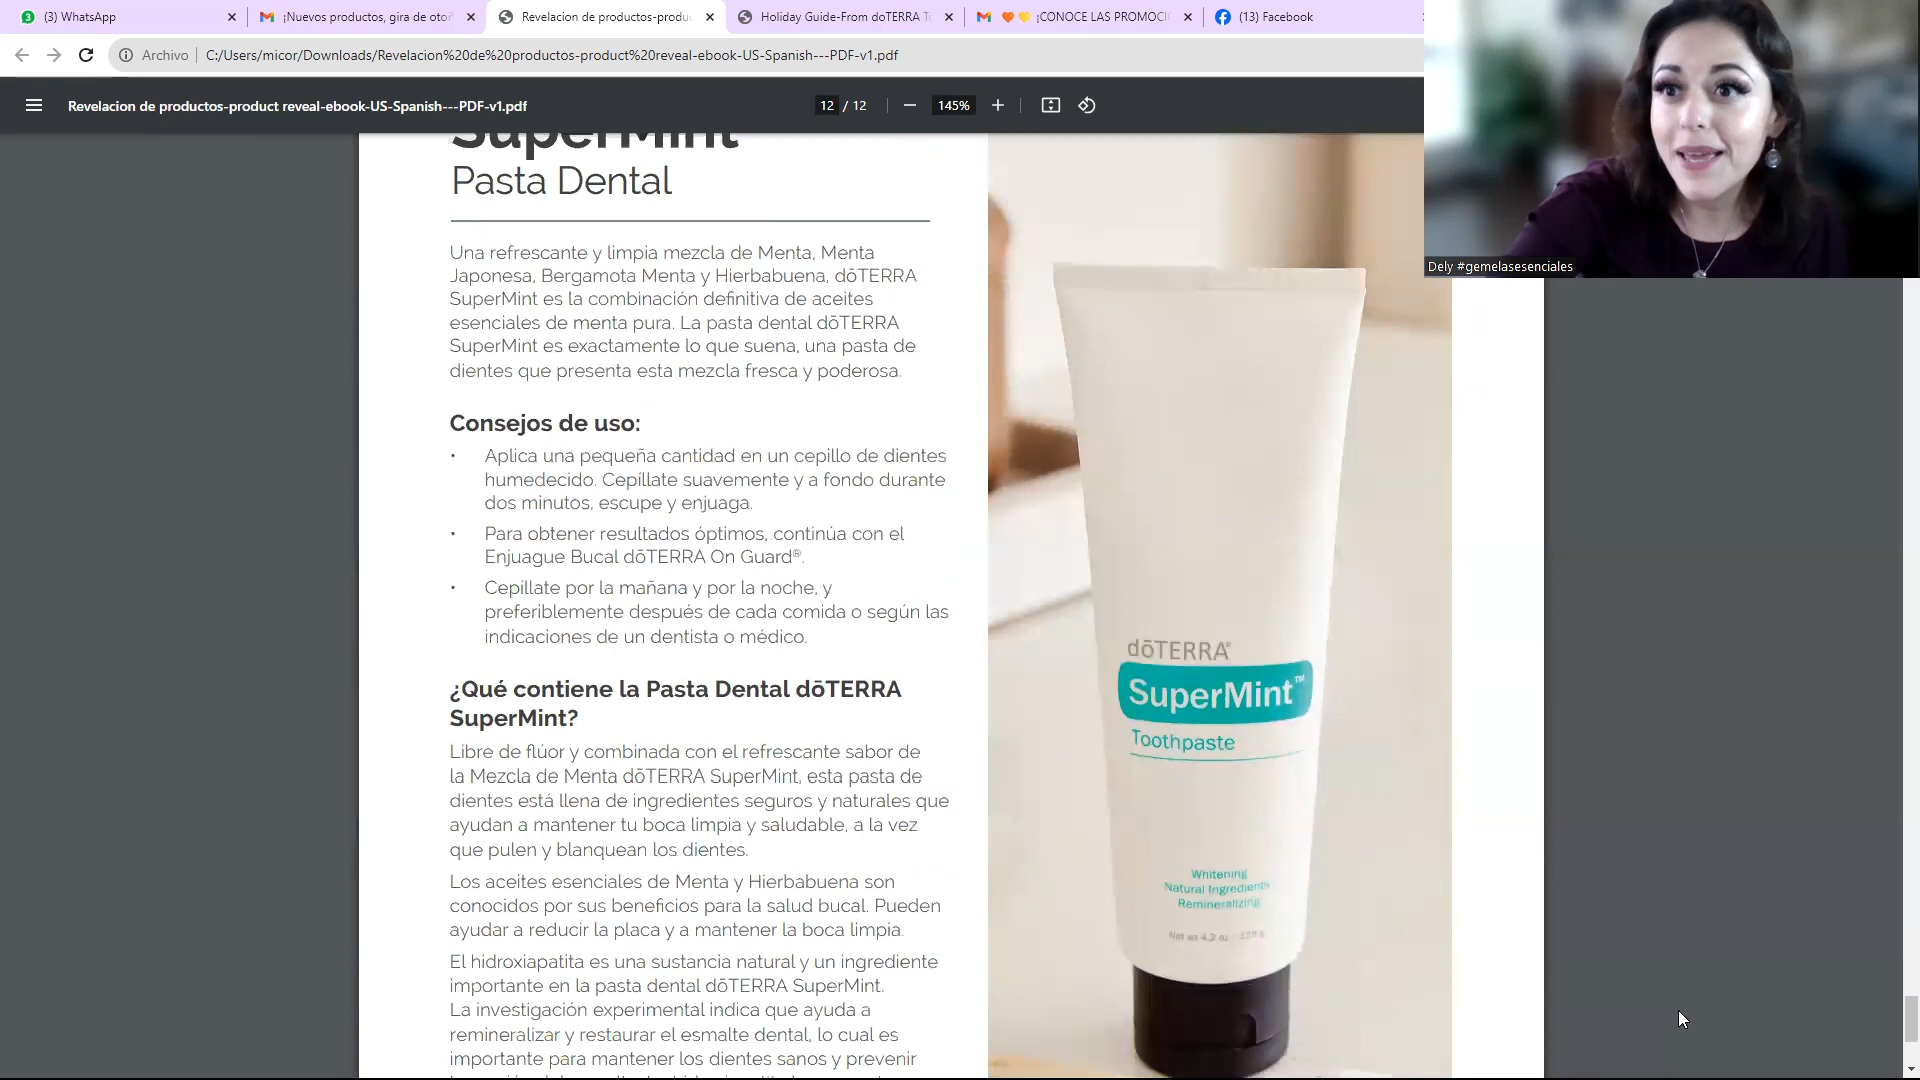 (3) WhatsApp
¡Nuevos productos, gira de otoñ
Revelacion de productos-produ
Holiday Guide-From doTERRA T
¡CONOCE LAS PROMOCI
(13) Facebook
Archivo
C:/Users/micor/Downloads/Revelacion%20de%20productos-product%20reveal-ebook-US-Spanish---PDF-v1.pdf
Revelacion de productos-product reveal-ebook-US-Spanish---PDF-v1.pdf
12 / 12
145%
Dely #gemelasesenciales
SuperMint
Pasta Dental
Una refrescante y limpia mezcla de Menta, Menta
Japonesa, Bergamota Menta y Hierbabuena, dōTERRA
SuperMint es la combinación definitiva de aceites
esenciales de menta pura. La pasta dental dōTERRA
SuperMint es exactamente lo que suena, una pasta de
dientes que presenta esta mezcla fresca y poderosa.
Consejos de uso:
• Aplica una pequeña cantidad en un cepillo de dientes
humedecido. Cepíllate suavemente y a fondo durante
dos minutos, escupe y enjuaga.
• Para obtener resultados óptimos, continúa con el
Enjuague Bucal dōTERRA On Guard®.
• Cepíllate por la mañana y por la noche, y
preferiblemente después de cada comida o según las
indicaciones de un dentista o médico.
¿Qué contiene la Pasta Dental dōTERRA
SuperMint?
Libre de flúor y combinada con el refrescante sabor de
la Mezcla de Menta dōTERRA SuperMint, esta pasta de
dientes está llena de ingredientes seguros y naturales que
ayudan a mantener tu boca limpia y saludable, a la vez
que pulen y blanquean los dientes.
Los aceites esenciales de Menta y Hierbabuena son
conocidos por sus beneficios para la salud bucal. Pueden
ayudar a reducir la placa y a mantener la boca limpia.
El hidroxiapatita es una sustancia natural y un ingrediente
importante en la pasta dental dōTERRA SuperMint.
La investigación experimental indica que ayuda a
remineralizar y restaurar el esmalte dental, lo cual es
importante para mantener los dientes sanos y prevenir
dōTERRA®
SuperMint™
Toothpaste
Whitening
Natural Ingredients
Remineralizing
Net wt 4.2 oz